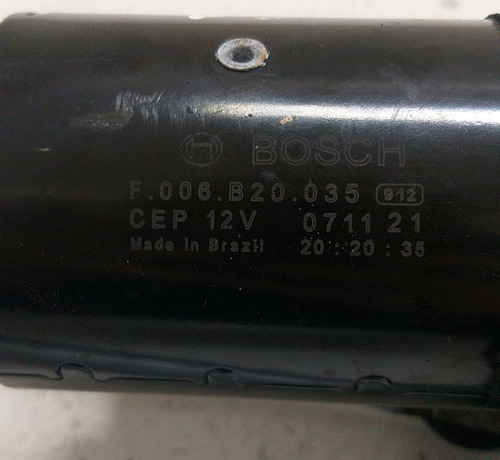 BOSCH
F.006.B20.035 912
CEP 12V 0711 21
Made in Brazil 20:20:35